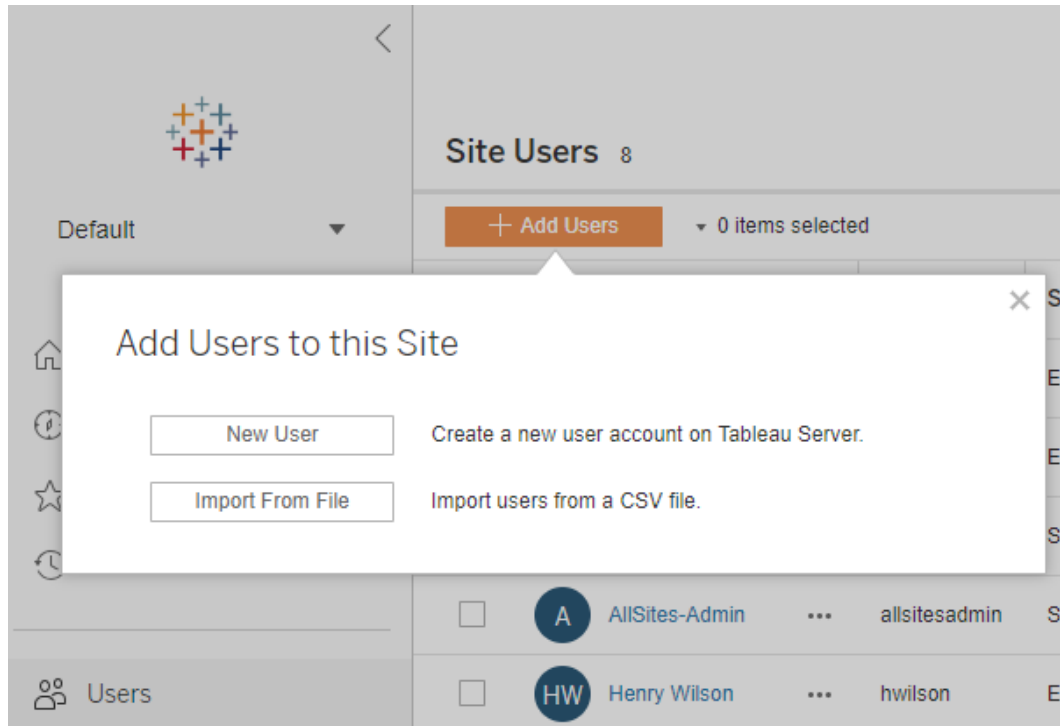 Site Users 8
Default
+ Add Users
0 items selected
Add Users to this Site
×
S
E
New User
Create a new user account on Tableau Server.
E
Import From File
Import users from a CSV file.
S
A
AllSites-Admin
•••
allsitesadmin
S
Users
HW
Henry Wilson
•••
hwilson
E